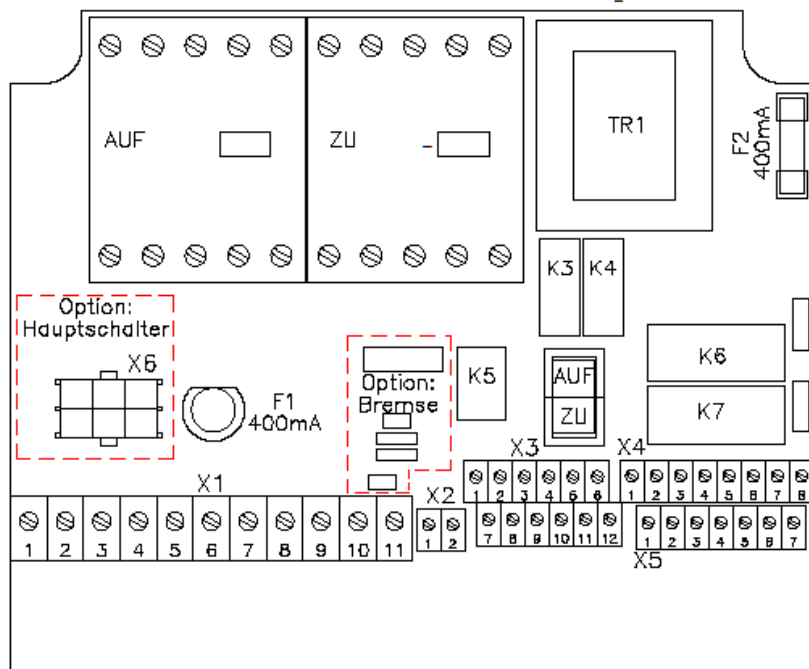 AUF
ZU
TR1
F2
400mA
K3
K4
Option:
Hauptschalter
X6
F1
400mA
Option:
Bremse
K5
AUF
ZU
K6
K7
X1
X2
X3
X4
1 2 3 4 5 6 7 8 9 10 11
1 2
1 2 3 4 5 6
7 8 9 10 11 12
1 2 3 4 5 6 7 8
1 2 3 4 5 6 7
X5